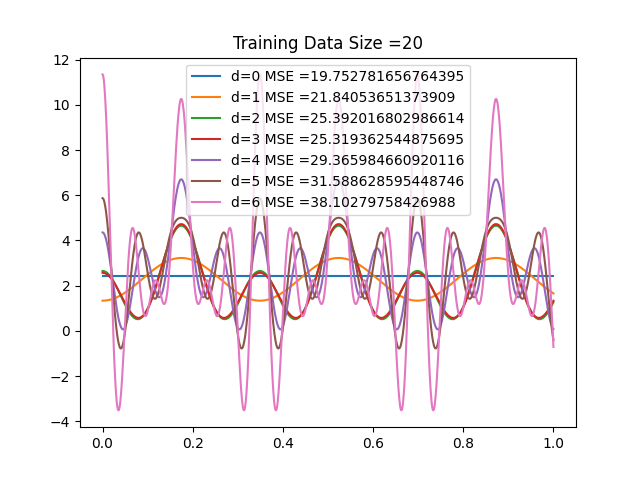 Training Data Size =20
d=0 MSE =19.752781656764395
d=1 MSE =21.84053651373909
d=2 MSE =25.392016802986614
d=3 MSE =25.319362544875695
d=4 MSE =29.365984660920116
d=5 MSE =31.588628595448746
d=6 MSE =38.10279758426988
12
10
8
6
4
2
0
−2
−4
0.0 0.2 0.4 0.6 0.8 1.0